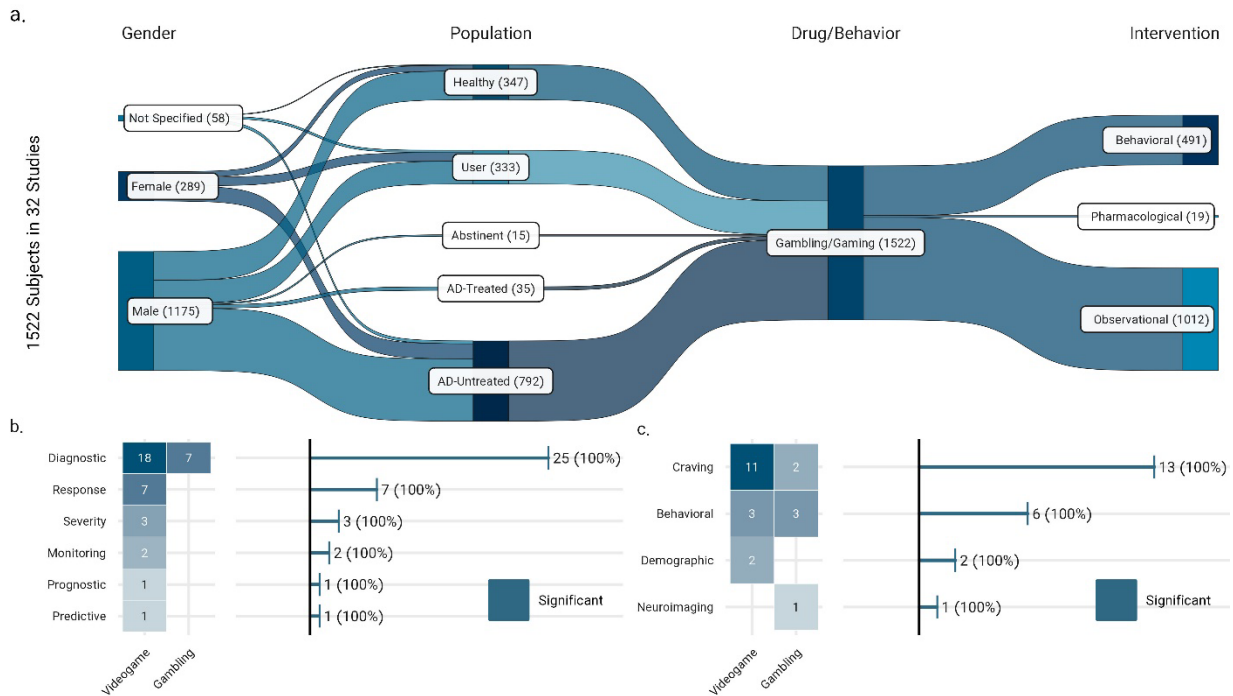 a.
Gender Population Drug/Behavior Intervention
1522 Subjects in 32 Studies
Healthy (347)
Not Specified (58)
Behavioral (491)
User (333)
Female (289)
Pharmacological (19)
Abstinent (15)
Gambling/Gaming (1522)
AD-Treated (35)
Male (1175)
Observational (1012)
AD-Untreated (792)
b.
Diagnostic 18 7 25 (100%)
Response 7 7 (100%)
Severity 3 3 (100%)
Monitoring 2 2 (100%)
Prognostic 1 1 (100%)
Predictive 1 1 (100%)
Significant
Videogame Gambling
c.
Craving 11 2 13 (100%)
Behavioral 3 3 6 (100%)
Demographic 2 2 (100%)
Neuroimaging 1 1 (100%)
Significant
Videogame Gambling